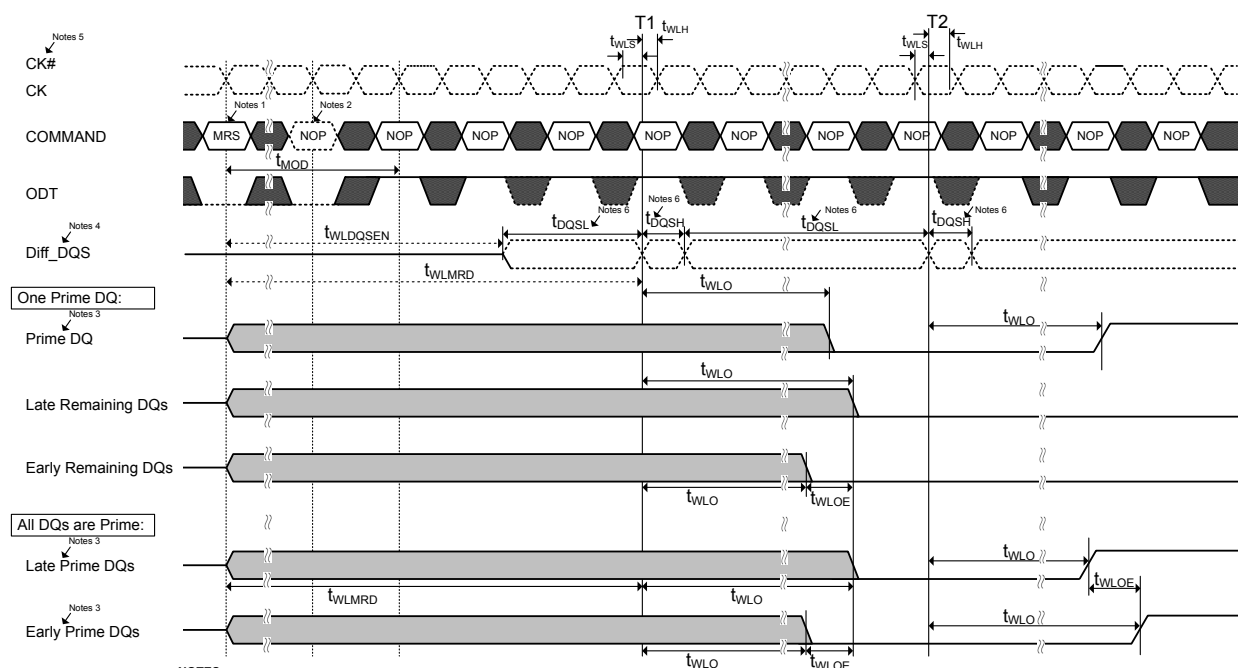 T1 T2
tWLS tWLH tWLS tWLH
Notes 5
CK#
CK
Notes 1 Notes 2
COMMAND MRS NOP NOP NOP NOP NOP NOP NOP NOP NOP NOP NOP
tMOD
ODT
Notes 6 Notes 6 Notes 6 Notes 6
tDQSL tDQSH tDQSL tDQSH
Notes 4
tWLDQSEN
Diff_DQS
tWLMRD
tWLO
One Prime DQ:
Notes 3
tWLO
Prime DQ
tWLO
Late Remaining DQs
Early Remaining DQs
tWLO tWLOE
All DQs are Prime:
Notes 3
tWLO
Late Prime DQs
tWLMRD tWLO tWLOE
Notes 3
tWLO
Early Prime DQs
tWLO tWLOE